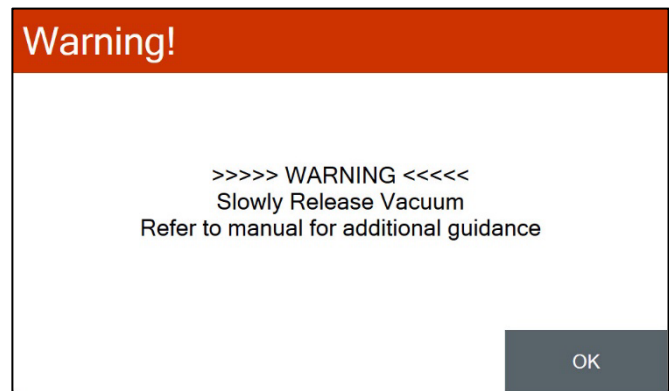 Warning!
>>>>> WARNING <<<<<
Slowly Release Vacuum
Refer to manual for additional guidance
OK